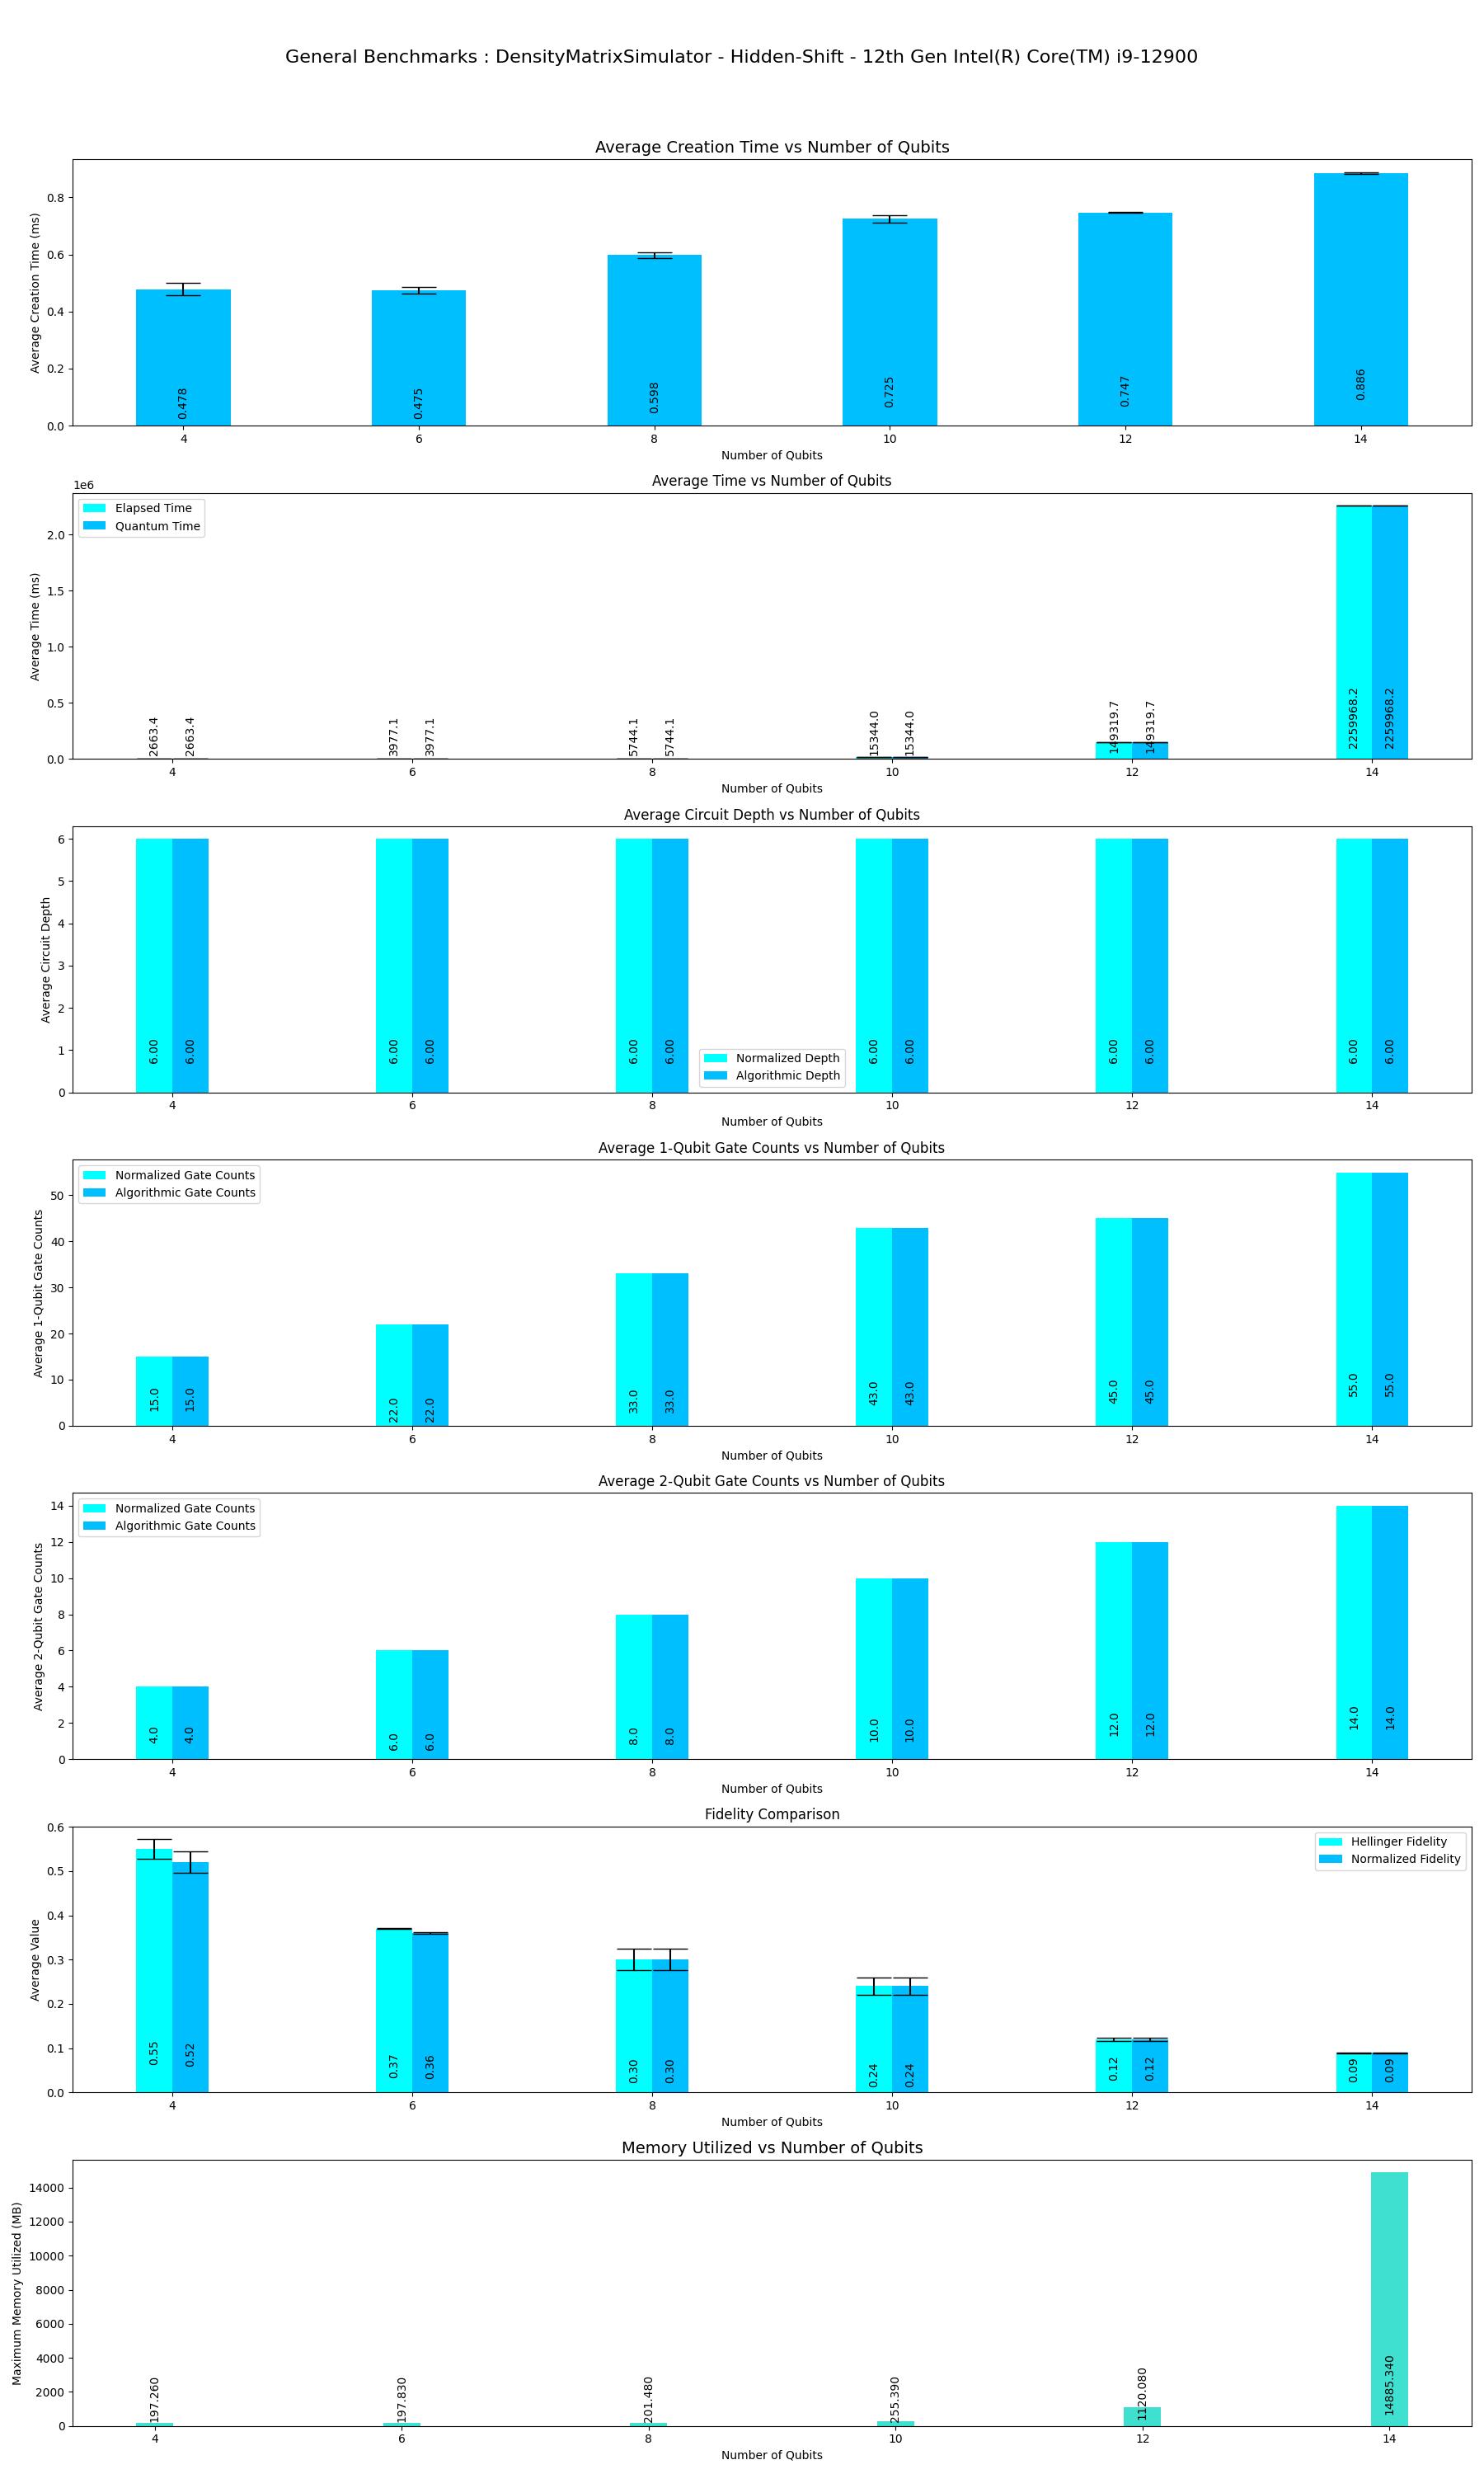 General Benchmarks : DensityMatrixSimulator - Hidden-Shift - 12th Gen Intel(R) Core(TM) i9-12900
Average Creation Time vs Number of Qubits
Average Creation Time (ms)
0.8
0.6
0.4
0.2
0.0
0.478
0.475
0.598
0.725
0.747
0.886
4 6 8 10 12 14
Number of Qubits
Average Time vs Number of Qubits
1e6
Elapsed Time
Quantum Time
Average Time (ms)
2.0
1.5
1.0
0.5
0.0
2663.4 2663.4
3977.1 3977.1
5744.1 5744.1
15344.0 15344.0
149319.7 149319.7
2259968.2 2259968.2
4 6 8 10 12 14
Number of Qubits
Average Circuit Depth vs Number of Qubits
Average Circuit Depth
6
5
4
3
2
1
0
6.00 6.00
6.00 6.00
6.00 6.00
6.00 6.00
6.00 6.00
6.00 6.00
Normalized Depth
Algorithmic Depth
4 6 8 10 12 14
Number of Qubits
Average 1-Qubit Gate Counts vs Number of Qubits
Normalized Gate Counts
Algorithmic Gate Counts
Average 1-Qubit Gate Counts
50
40
30
20
10
0
15.0 15.0
22.0 22.0
33.0 33.0
43.0 43.0
45.0 45.0
55.0 55.0
4 6 8 10 12 14
Number of Qubits
Average 2-Qubit Gate Counts vs Number of Qubits
Normalized Gate Counts
Algorithmic Gate Counts
Average 2-Qubit Gate Counts
14
12
10
8
6
4
2
0
4.0 4.0
6.0 6.0
8.0 8.0
10.0 10.0
12.0 12.0
14.0 14.0
4 6 8 10 12 14
Number of Qubits
Fidelity Comparison
Hellinger Fidelity
Normalized Fidelity
Average Value
0.6
0.5
0.4
0.3
0.2
0.1
0.0
0.55 0.52
0.37 0.36
0.30 0.30
0.24 0.24
0.12 0.12
0.09 0.09
4 6 8 10 12 14
Number of Qubits
Memory Utilized vs Number of Qubits
Maximum Memory Utilized (MB)
14000
12000
10000
8000
6000
4000
2000
0
197.260
197.830
201.480
255.390
1120.080
14885.340
4 6 8 10 12 14
Number of Qubits